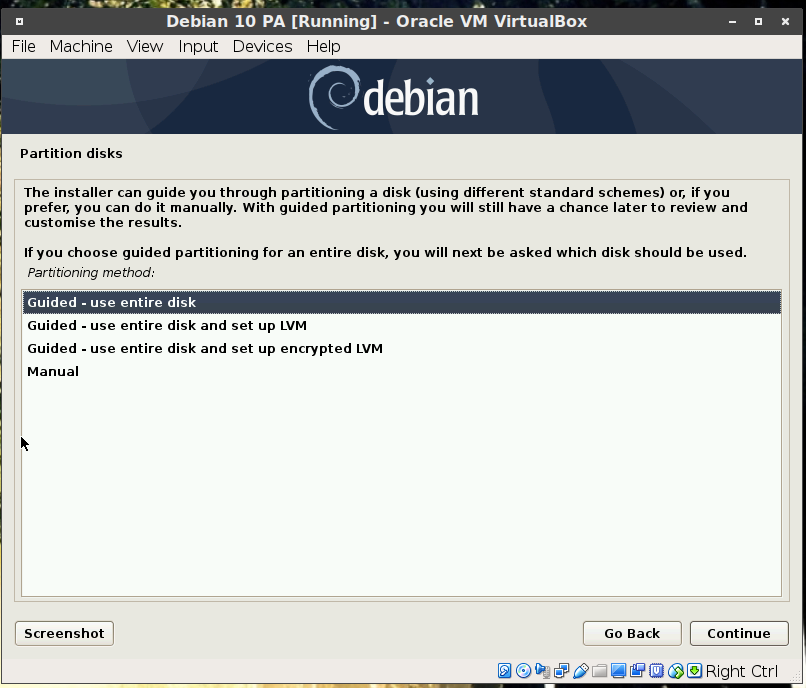 Debian 10 PA [Running] - Oracle VM VirtualBox
File Machine View Input Devices Help
debian
Partition disks
The installer can guide you through partitioning a disk (using different standard schemes) or, if you
prefer, you can do it manually. With guided partitioning you will still have a chance later to review and
customise the results.
If you choose guided partitioning for an entire disk, you will next be asked which disk should be used.
Partitioning method:
Guided - use entire disk
Guided - use entire disk and set up LVM
Guided - use entire disk and set up encrypted LVM
Manual
Screenshot Go Back Continue
Right Ctrl